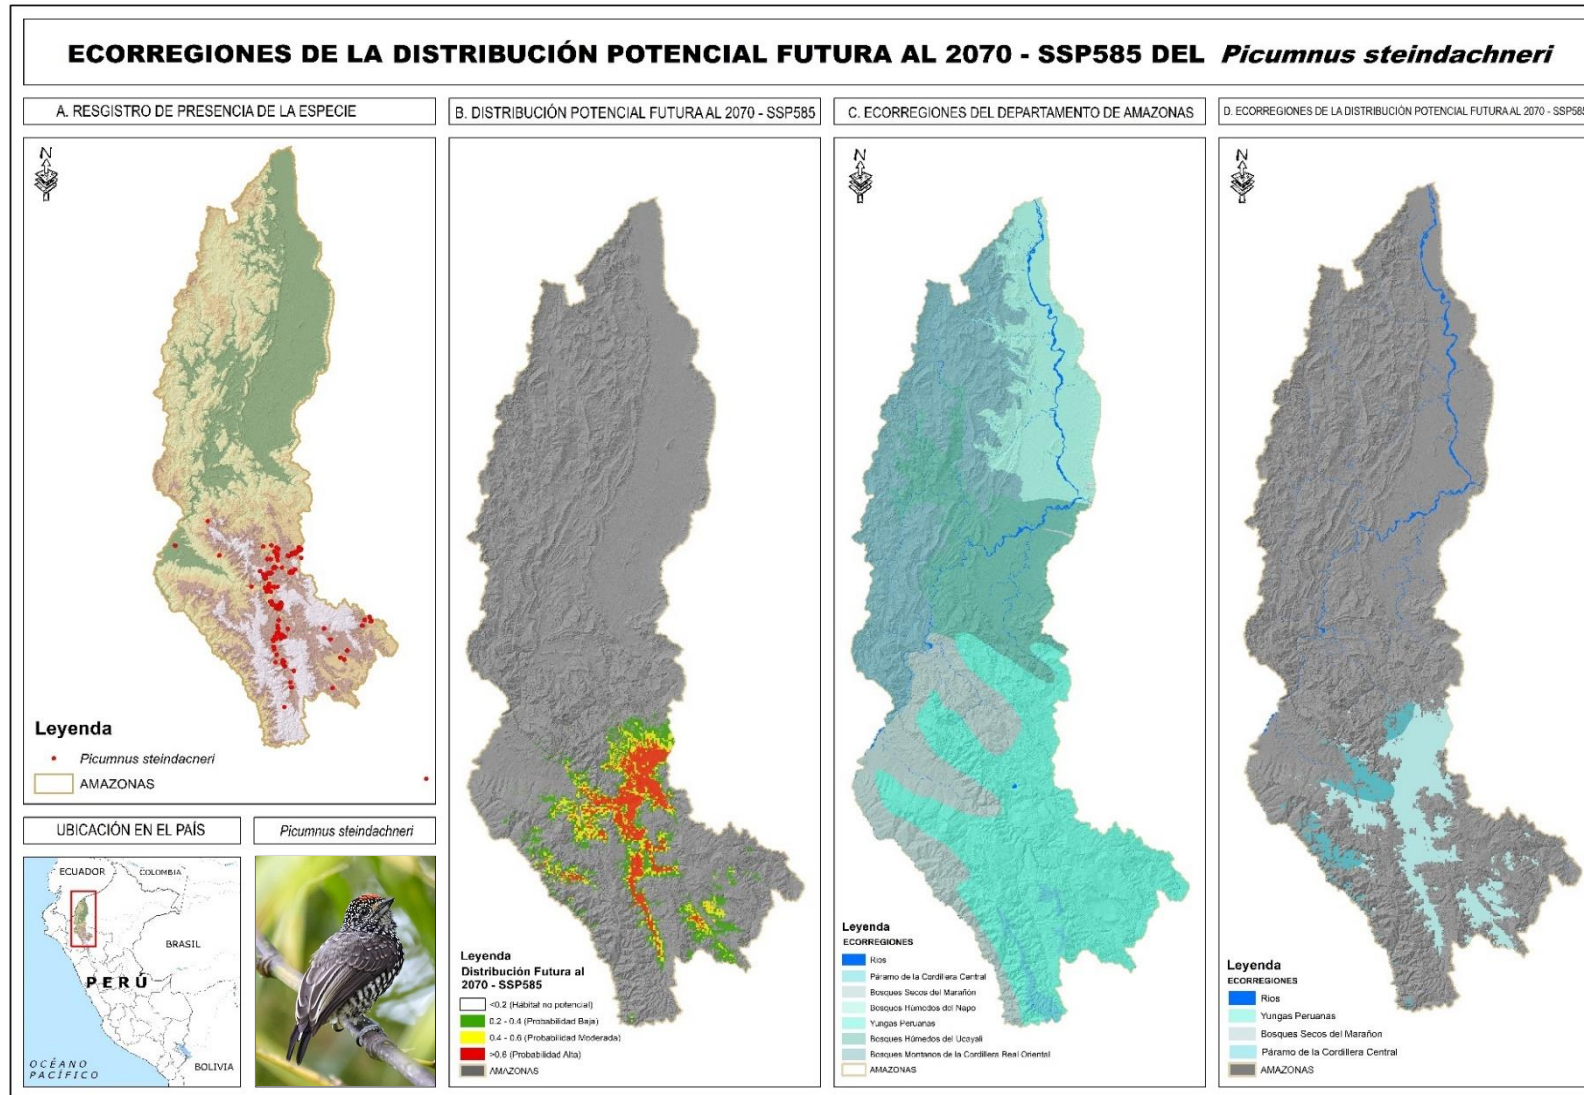 ECORREGIONES DE LA DISTRIBUCIÓN POTENCIAL FUTURA AL 2070 - SSP585 DEL Picumnus steindachneri
A. RESGISTRO DE PRESENCIA DE LA ESPECIE
N
Leyenda
Picumnus steindacneri
AMAZONAS
UBICACIÓN EN EL PAÍS
ECUADOR
COLOMBIA
BRASIL
PERÚ
BOLIVIA
OCÉANO
PACÍFICO
Picumnus steindachneri
B. DISTRIBUCIÓN POTENCIAL FUTURA AL 2070 - SSP585
Leyenda
Distribución Futura al
2070 - SSP585
<0.2 (Hábitat no potencial)
0.2 - 0.4 (Probabilidad Baja)
0.4 - 0.6 (Probabilidad Moderada)
>0.6 (Probabilidad Alta)
AMAZONAS
C. ECORREGIONES DEL DEPARTAMENTO DE AMAZONAS
N
Leyenda
ECORREGIONES
Rios
Páramo de la Cordillera Central
Bosques Secos del Marañón
Bosques Húmedos del Napo
Yungas Peruanas
Bosques Húmedos del Ucayali
Bosques Montanos de la Cordillera Real Oriental
AMAZONAS
D. ECORREGIONES DE LA DISTRIBUCIÓN POTENCIAL FUTURA AL 2070 - SSP585
N
Leyenda
ECORREGIONES
Rios
Yungas Peruanas
Bosques Secos del Marañón
Páramo de la Cordillera Central
AMAZONAS